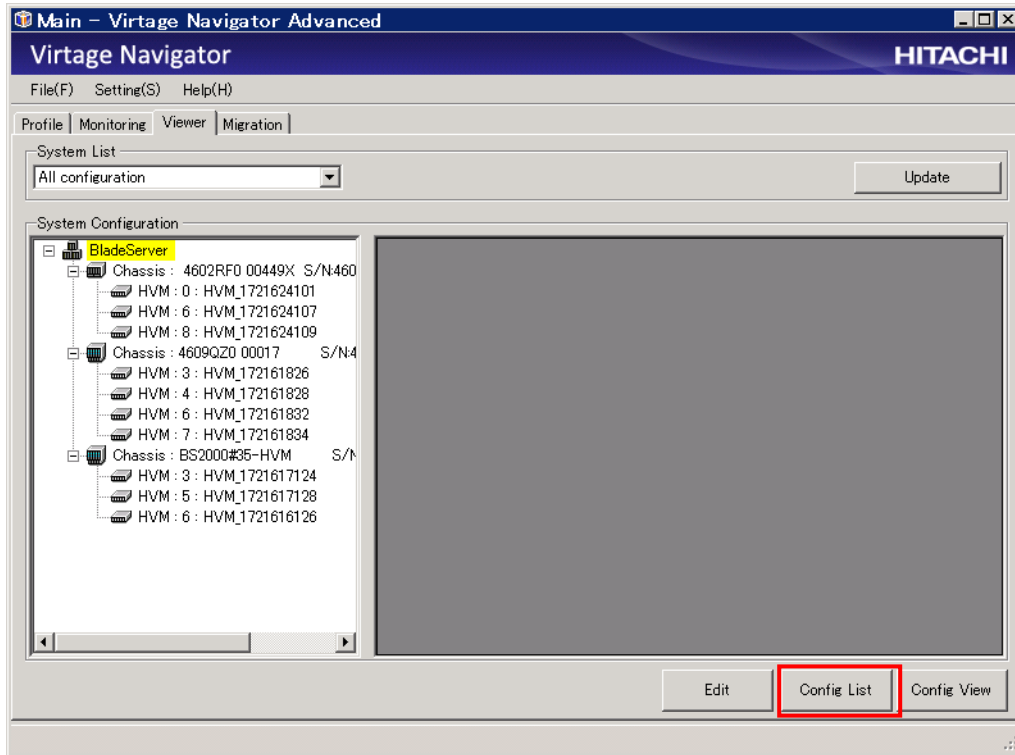 Main - Virtage Navigator Advanced
Virtage Navigator
HITACHI
File(F) Setting(S) Help(H)
Profile Monitoring Viewer Migration
System List
All configuration
Update
System Configuration
BladeServer
Chassis : 4602RF0 00449X S/N:460
HVM : 0 : HVM_1721624101
HVM : 6 : HVM_1721624107
HVM : 8 : HVM_1721624109
Chassis : 4609QZ0 00017 S/N:4
HVM : 3 : HVM_172161826
HVM : 4 : HVM_172161828
HVM : 6 : HVM_172161832
HVM : 7 : HVM_172161834
Chassis : BS2000#35-HVM S/N
HVM : 3 : HVM_1721617124
HVM : 5 : HVM_1721617128
HVM : 6 : HVM_1721616126
Edit Config List Config View